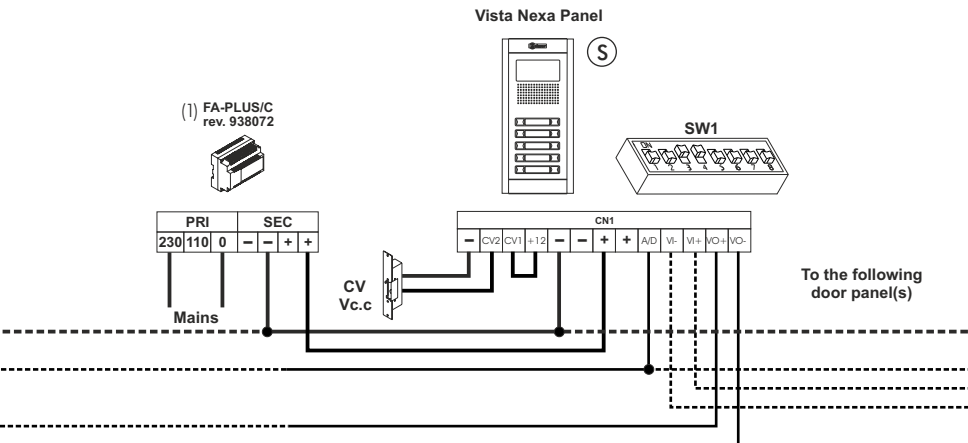 Vista Nexa Panel
S
(1) FA-PLUS/C
rev. 938072
SW1
ON
1 2 3 4 5 6 7 8
PRI SEC
230 110 0 – – + +
CN1
– CV2 CV1 +12 – – + + A/D VI- VI+ VO+ VO-
CV
Vc.c
To the following
door panel(s)
Mains